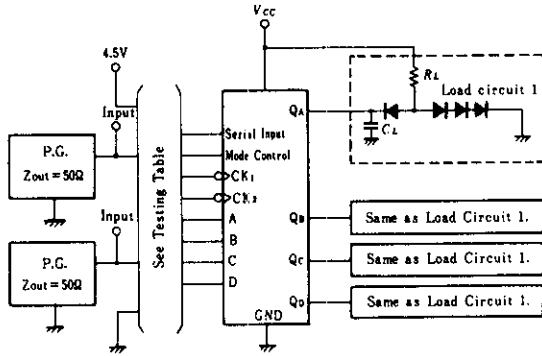 VCC
4.5V
Input
P.G.
Zout = 50Ω
Input
P.G.
Zout = 50Ω
See Testing Table
Serial Input
Mode Control
CK1
CK2
A
B
C
D
GND
QA
QB
QC
QD
RL
Load circuit 1
CL
Same as Load Circuit 1.
Same as Load Circuit 1.
Same as Load Circuit 1.